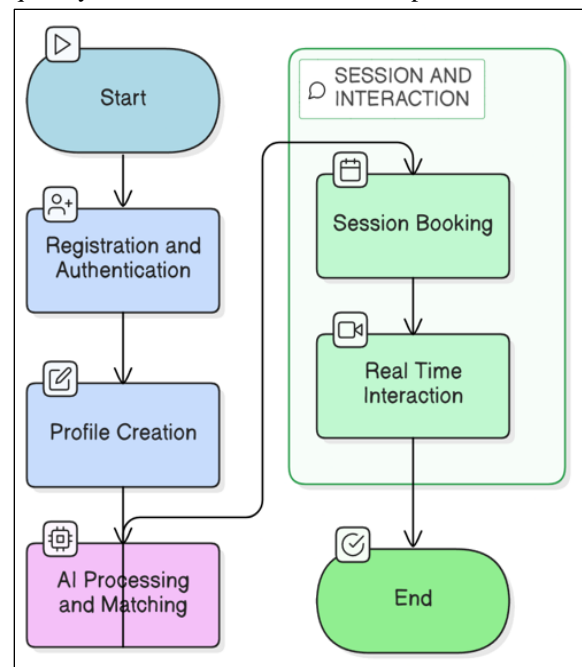 Start
Registration and
Authentication
Profile Creation
AI Processing
and Matching
SESSION AND
INTERACTION
Session Booking
Real Time
Interaction
End